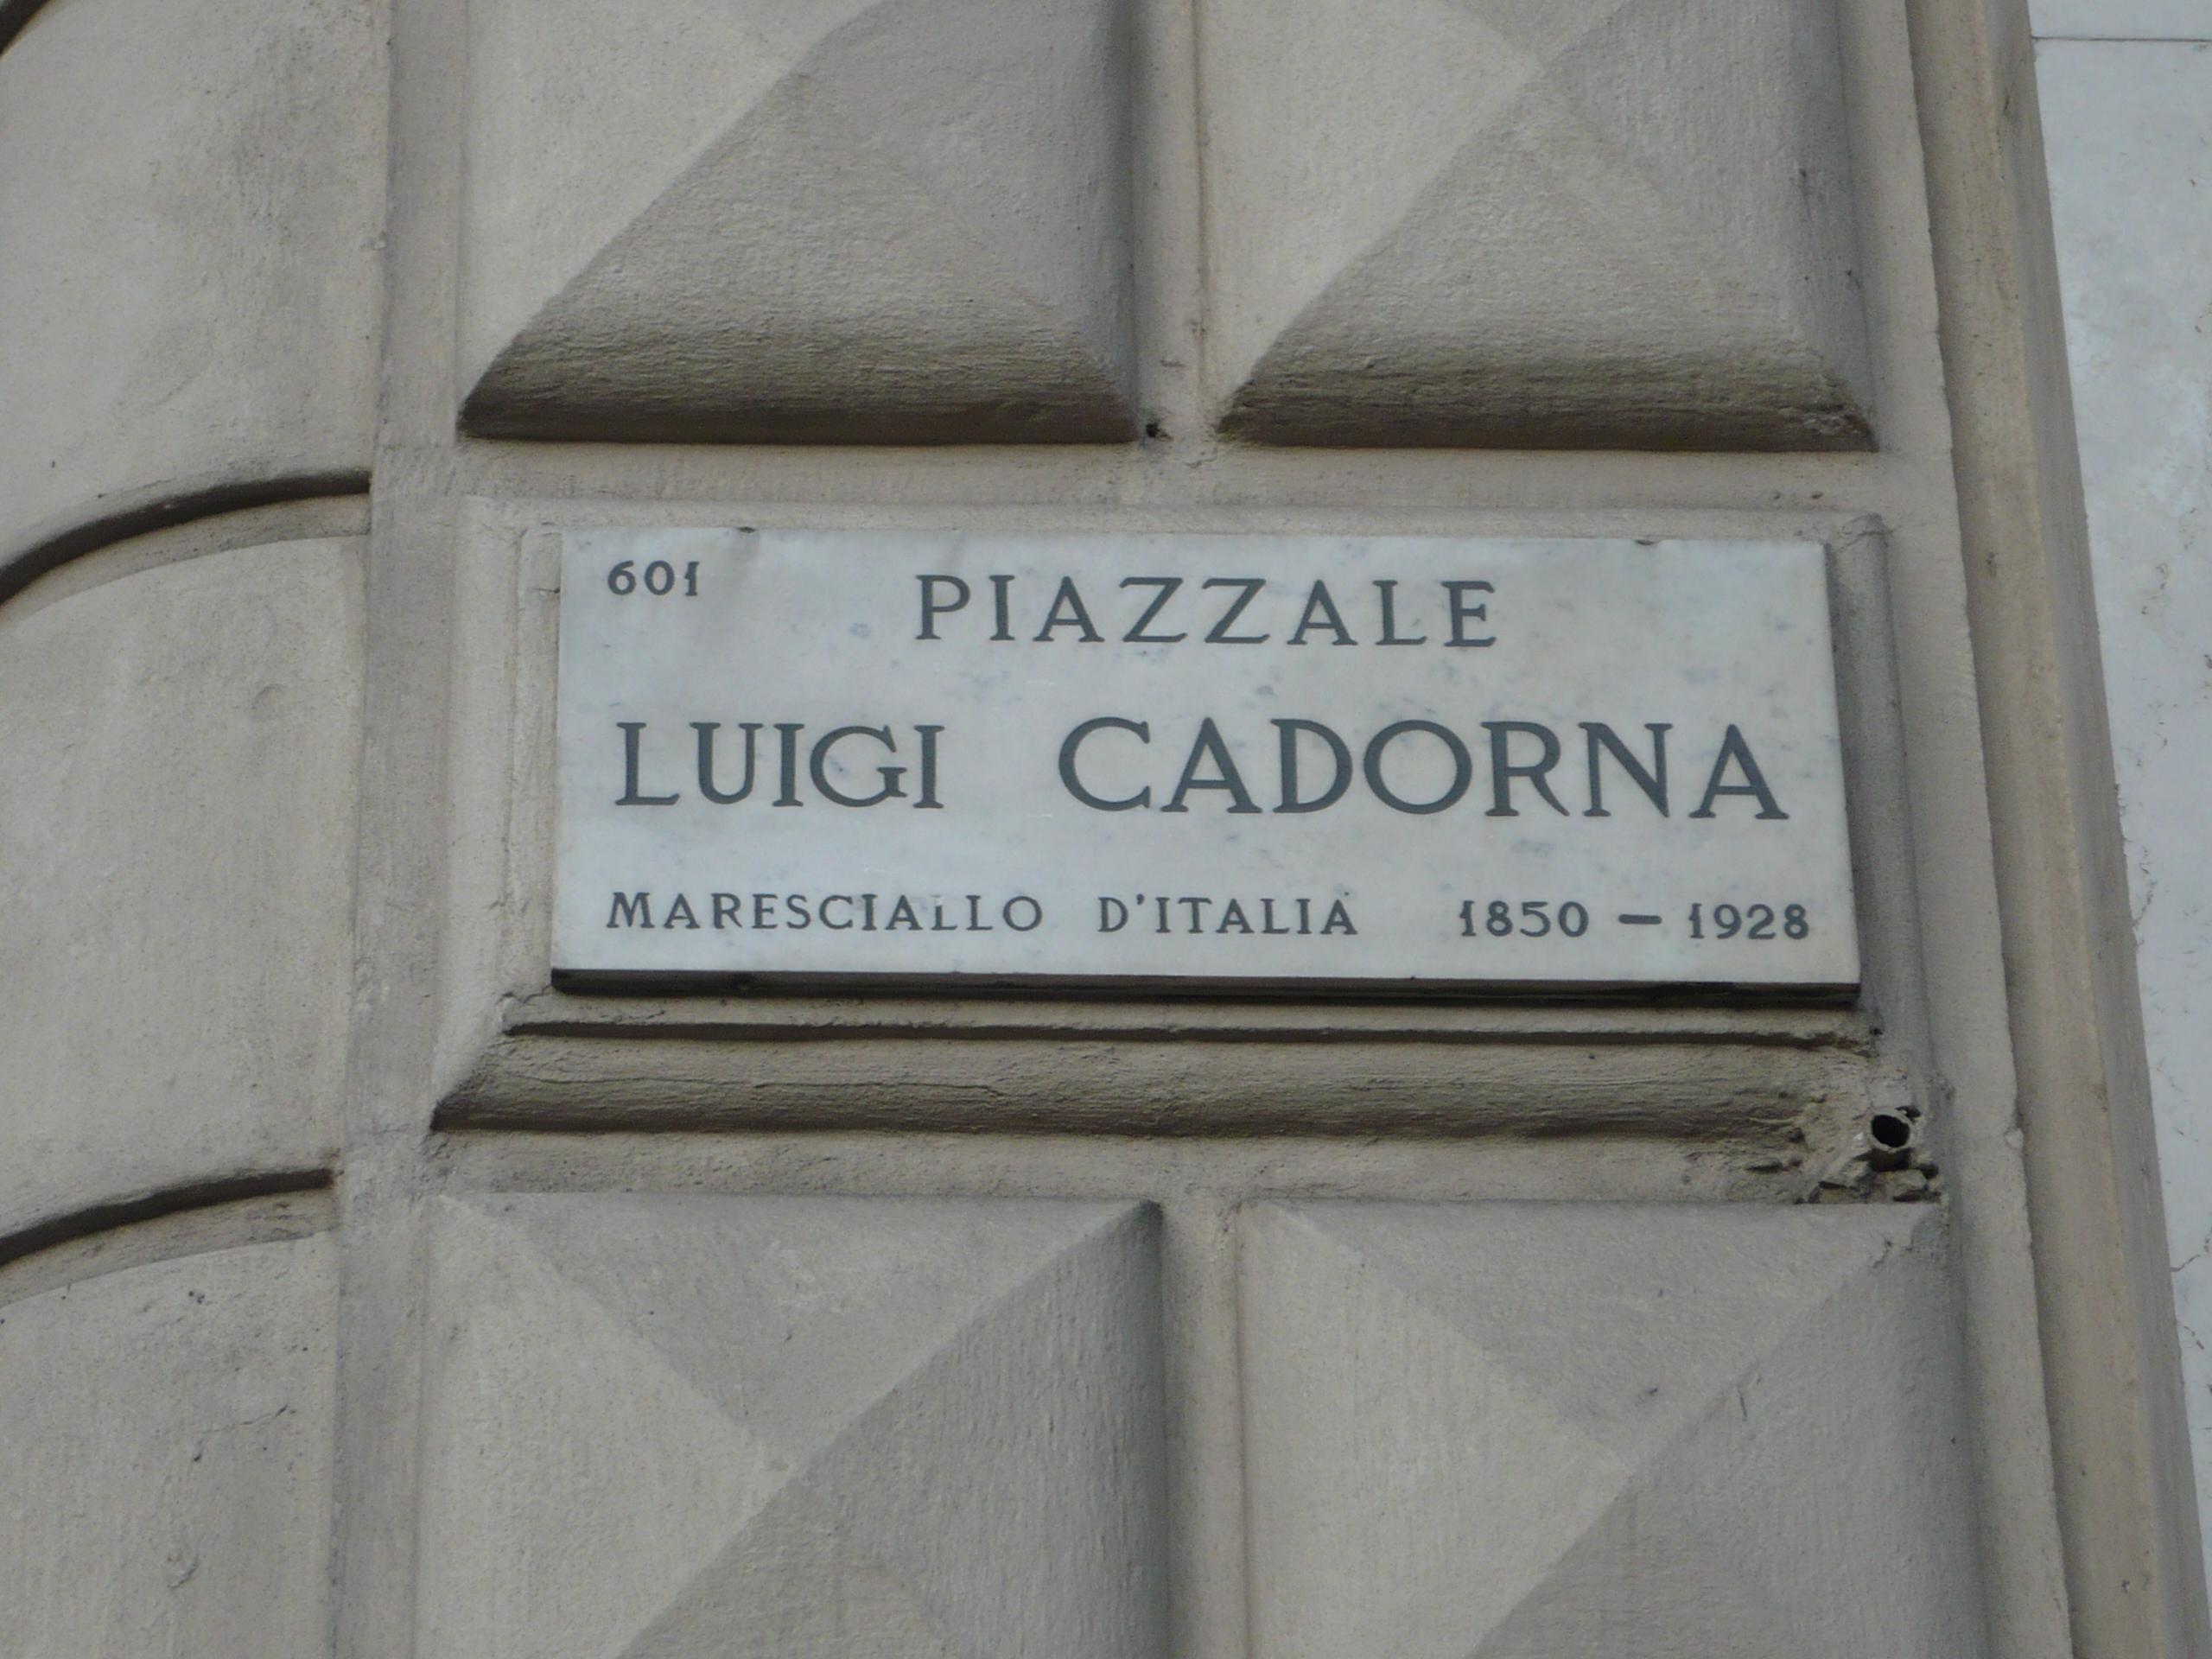 601
PIAZZALE
LUIGI CADORNA
MARESCIALLO D'ITALIA 1850 – 1928